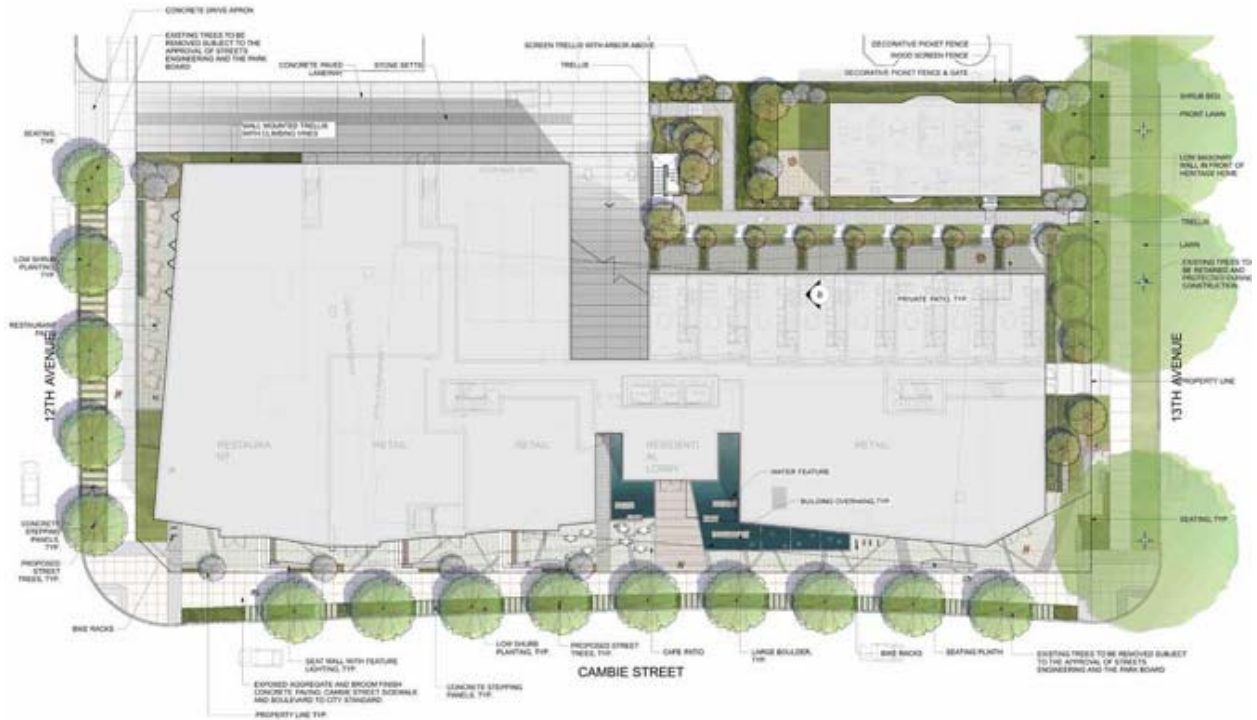 CONCRETE DRIVE APRON
EXISTING TREES TO BE
REMOVED SUBJECT TO THE
APPROVAL OF STREETS
ENGINEERING AND THE PARK
BOARD
CONCRETE PAVED
LANEWAY
STONE SETTS
SCREEN TRELLIS WITH ARBOR ABOVE
TRELLIS
DECORATIVE PICKET FENCE
WOOD SCREEN FENCE
DECORATIVE PICKET FENCE & GATE
SEATING,
TYP.
WALL MOUNTED TRELLIS
WITH CLIMBING VINES
SHRUB BED
FRONT LAWN
LOW MASONRY
WALL IN FRONT OF
HERITAGE HOME
TRELLIS
LAWN
EXISTING TREES TO
BE RETAINED AND
PROTECTED DURING
CONSTRUCTION
LOW SHRUB
PLANTING, TYP.
RESTAURANT
PATIO
12TH AVENUE
PRIVATE PATIO, TYP.
13TH AVENUE
PROPERTY LINE
RESTAURA
NT
RETAIL
RETAIL
RESIDENTI
AL
LOBBY
RETAIL
WATER FEATURE
BUILDING OVERHANG, TYP.
SEATING, TYP.
CONCRETE
STEPPING
PANELS, TYP.
PROPOSED
STREET
TREES, TYP.
BIKE RACKS
SEAT WALL WITH FEATURE
LIGHTING, TYP.
EXPOSED AGGREGATE AND BROOM FINISH
CONCRETE PAVING, CAMBIE STREET SIDEWALK
AND BOULEVARD TO CITY STANDARD
PROPERTY LINE TYP.
LOW SHURB
PLANTING, TYP.
CONCRETE STEPPING
PANELS, TYP.
PROPOSED STREET
TREES, TYP.
CAFE PATIO
LARGE BOULDER,
TYP.
BIKE RACKS
SEATING PLINTH
EXISTING TREES TO BE REMOVED SUBJECT
TO THE APPROVAL OF STREETS
ENGINEERING AND THE PARK BOARD
CAMBIE STREET